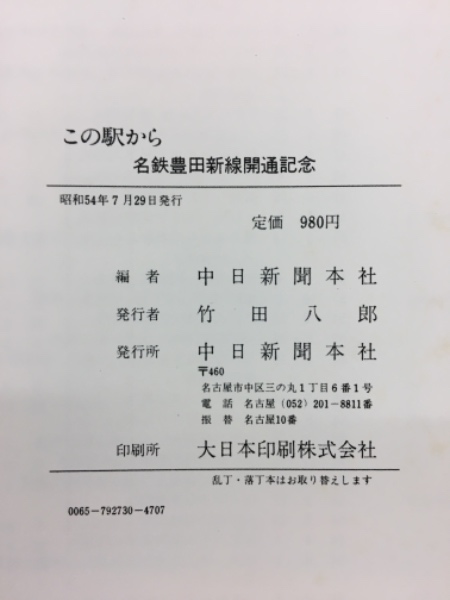 この駅から
名鉄豊田新線開通記念
昭和54年7月29日発行
定価 980円
編者 中日新聞本社
発行者 竹田八郎
発行所 中日新聞本社
〒460
名古屋市中区三の丸1丁目6番1号
電話 名古屋(052)201-8811番
振替 名古屋10番
印刷所 大日本印刷株式会社
乱丁・落丁本はお取り替えします
0065-792730-4707